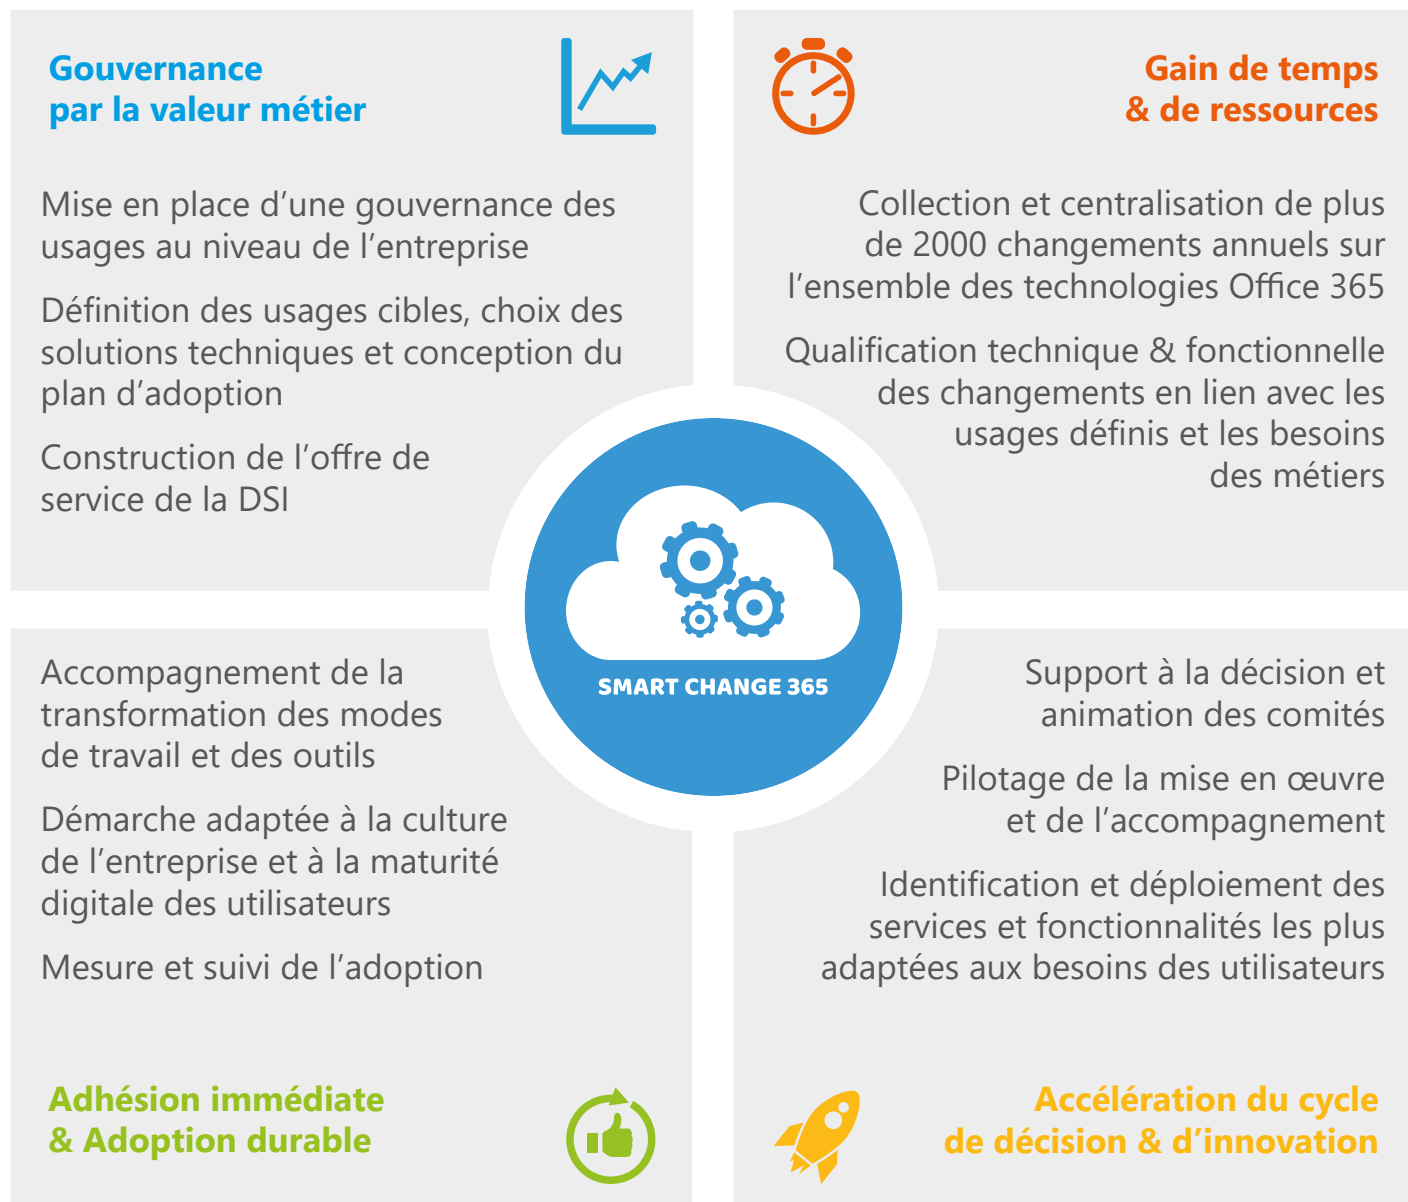 Gouvernance
par la valeur métier
Mise en place d’une gouvernance des
usages au niveau de l’entreprise
Définition des usages cibles, choix des
solutions techniques et conception du
plan d’adoption
Construction de l’offre de
service de la DSI
Gain de temps
& de ressources
Collection et centralisation de plus
de 2000 changements annuels sur
l’ensemble des technologies Office 365
Qualification technique & fonctionnelle
des changements en lien avec les
usages définis et les besoins
des métiers
SMART CHANGE 365
Accompagnement de la
transformation des modes
de travail et des outils
Démarche adaptée à la culture
de l’entreprise et à la maturité
digitale des utilisateurs
Mesure et suivi de l’adoption
Adhésion immédiate
& Adoption durable
Support à la décision et
animation des comités
Pilotage de la mise en œuvre
et de l’accompagnement
Identification et déploiement des
services et fonctionnalités les plus
adaptées aux besoins des utilisateurs
Accélération du cycle
de décision & d’innovation